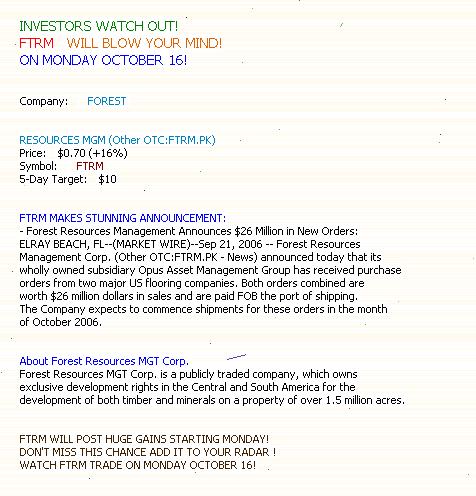 INVESTORS WATCH OUT!
FTRM WILL BLOW YOUR MIND!
ON MONDAY OCTOBER 16!
Company: FOREST
RESOURCES MGM (Other OTC:FTRM.PK)
Price: $0.70 (+16%)
Symbol: FTRM
5-Day Target: $10
FTRM MAKES STUNNING ANNOUNCEMENT:
- Forest Resources Management Announces $26 Million in New Orders:
ELRAY BEACH, FL--(MARKET WIRE)--Sep 21, 2006 -- Forest Resources
Management Corp. (Other OTC:FTRM.PK - News) announced today that its
wholly owned subsidiary Opus Asset Management Group has received purchase
orders from two major US flooring companies. Both orders combined are
worth $26 million dollars in sales and are paid FOB the port of shipping.
The Company expects to commence shipments for these orders in the month
of October 2006.
About Forest Resources MGT Corp.
Forest Resources MGT Corp. is a publicly traded company, which owns
exclusive development rights in the Central and South America for the
development of both timber and minerals on a property of over 1.5 million acres.
FTRM WILL POST HUGE GAINS STARTING MONDAY!
DON'T MISS THIS CHANCE ADD IT TO YOUR RADAR !
WATCH FTRM TRADE ON MONDAY OCTOBER 16!